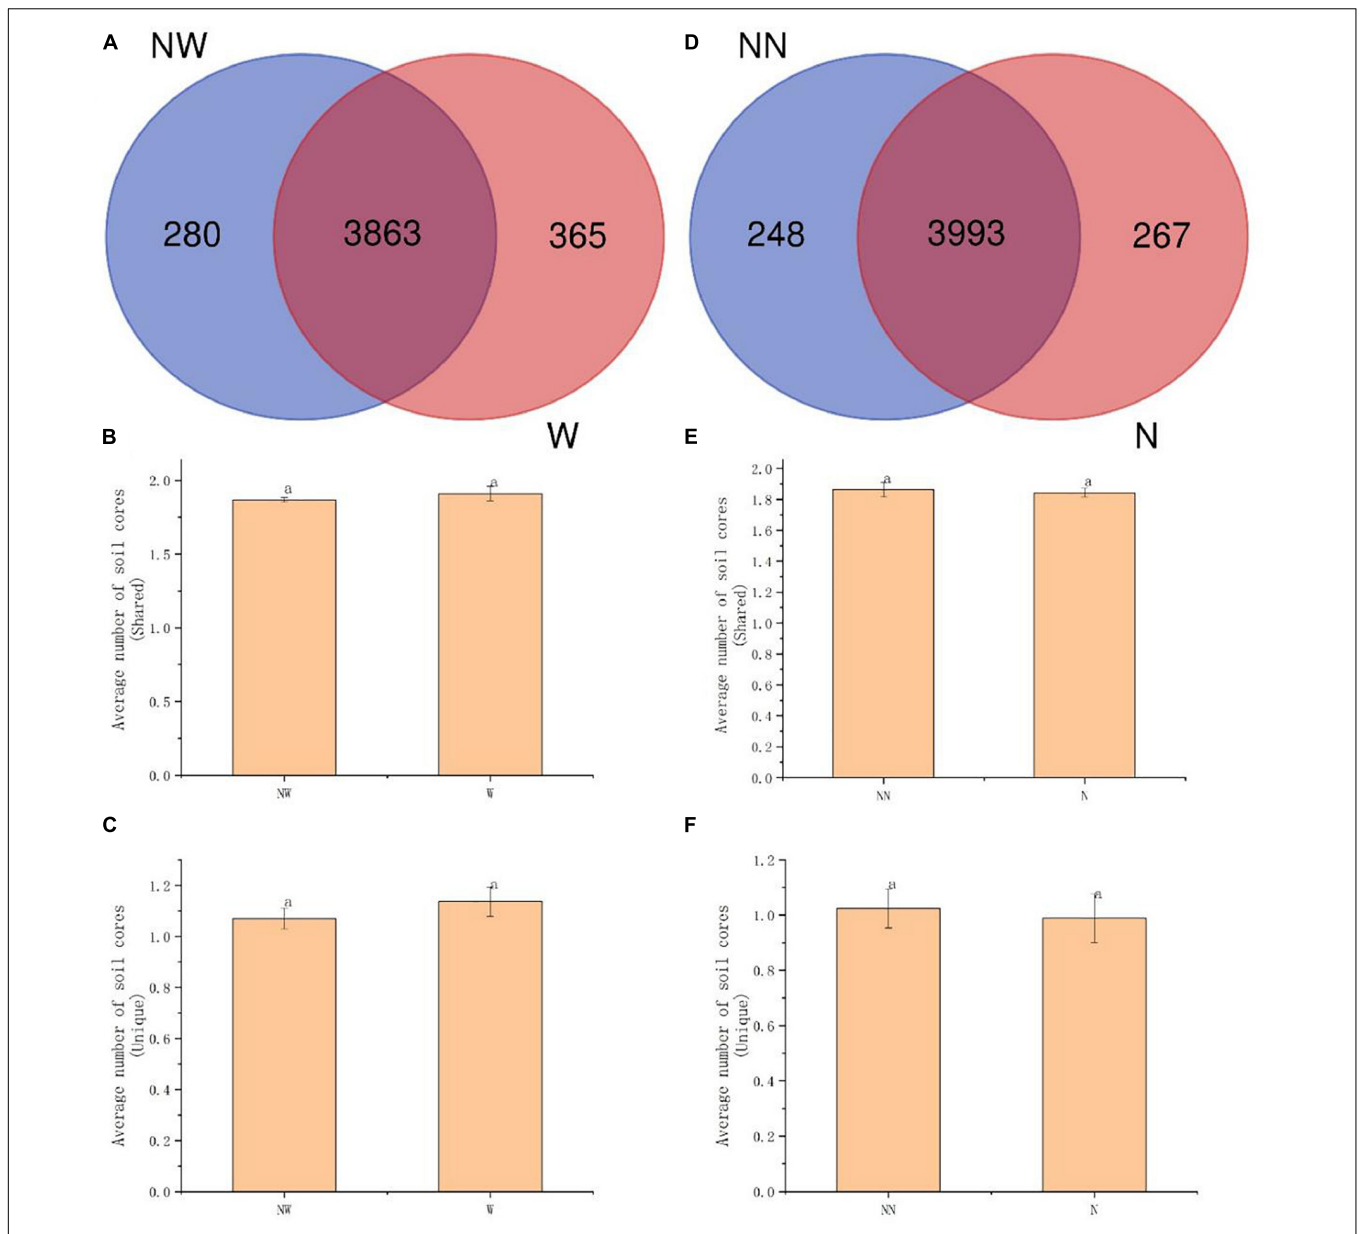 A
NW
280
3863
365
W
B
Average number of soil cores
(Shared)
2.0
1.5
1.0
0.5
0.0
a
a
NW
W
C
Average number of soil cores
(Unique)
1.2
1.0
0.8
0.6
0.4
0.2
0.0
a
a
NW
W
D
NN
248
3993
267
N
E
Average number of soil cores
(Shared)
2.0
1.8
1.6
1.4
1.2
1.0
0.8
0.6
0.4
0.2
0.0
a
a
NN
N
F
Average number of soil cores
(Unique)
1.2
1.0
0.8
0.6
0.4
0.2
0.0
a
a
NN
N